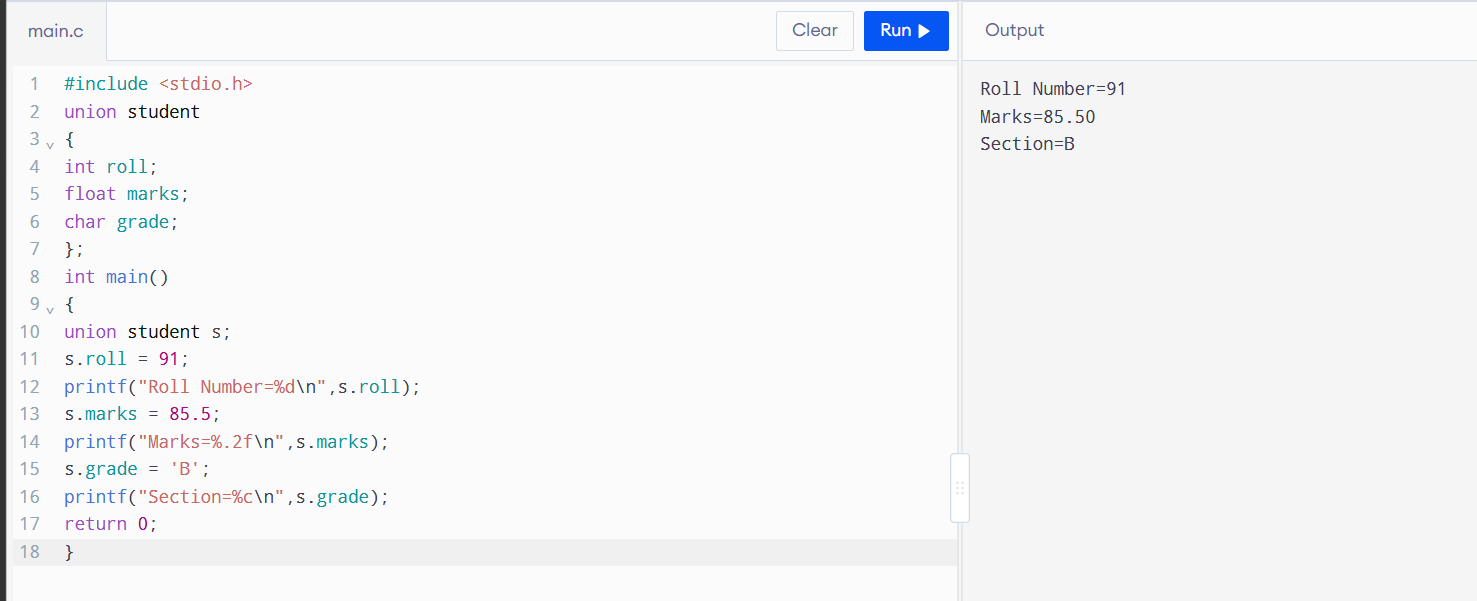 main.c
Clear
Run
Output
1 #include <stdio.h>
2 union student
3 {
4 int roll;
5 float marks;
6 char grade;
7 };
8 int main()
9 {
10 union student s;
11 s.roll = 91;
12 printf("Roll Number=%d\n",s.roll);
13 s.marks = 85.5;
14 printf("Marks=%.2f\n",s.marks);
15 s.grade = 'B';
16 printf("Section=%c\n",s.grade);
17 return 0;
18 }
Roll Number=91
Marks=85.50
Section=B